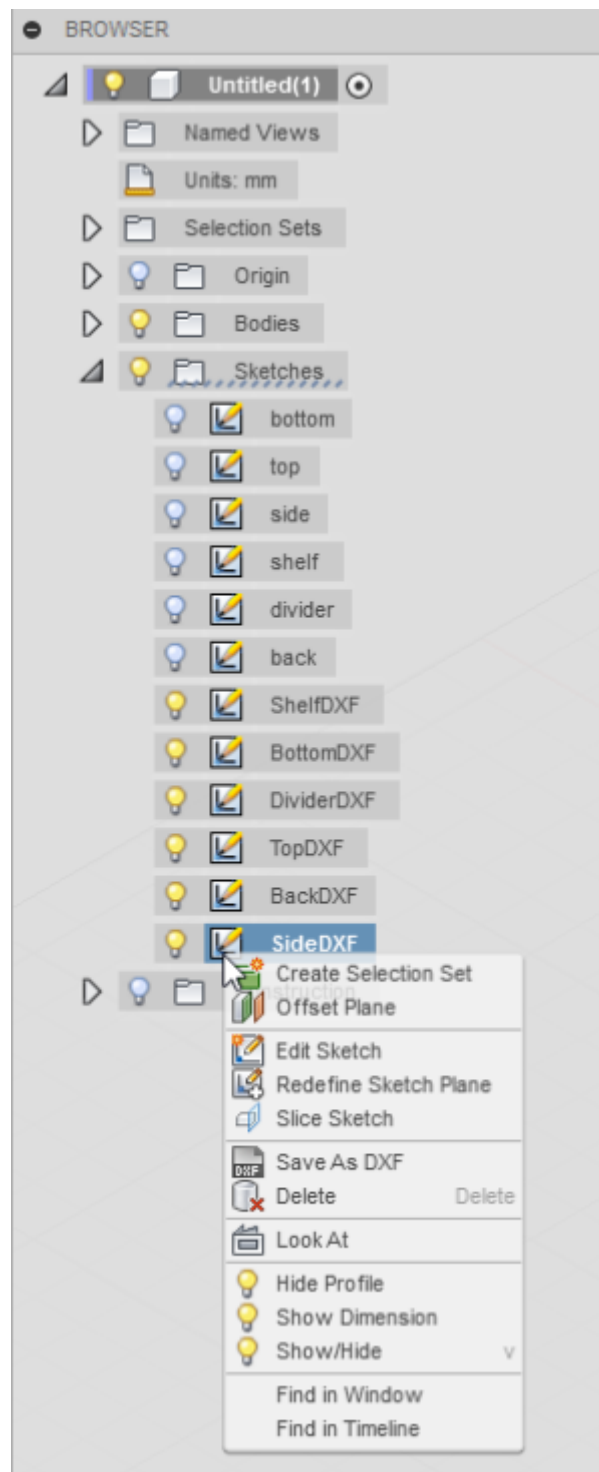 BROWSER
Untitled(1)
Named Views
Units: mm
Selection Sets
Origin
Bodies
Sketches
bottom
top
side
shelf
divider
back
ShelfDXF
BottomDXF
DividerDXF
TopDXF
BackDXF
SideDXF
Create Selection Set
nstruction
Offset Plane
Edit Sketch
Redefine Sketch Plane
Slice Sketch
DXF Save As DXF
Delete Delete
Look At
Hide Profile
Show Dimension
Show/Hide v
Find in Window
Find in Timeline